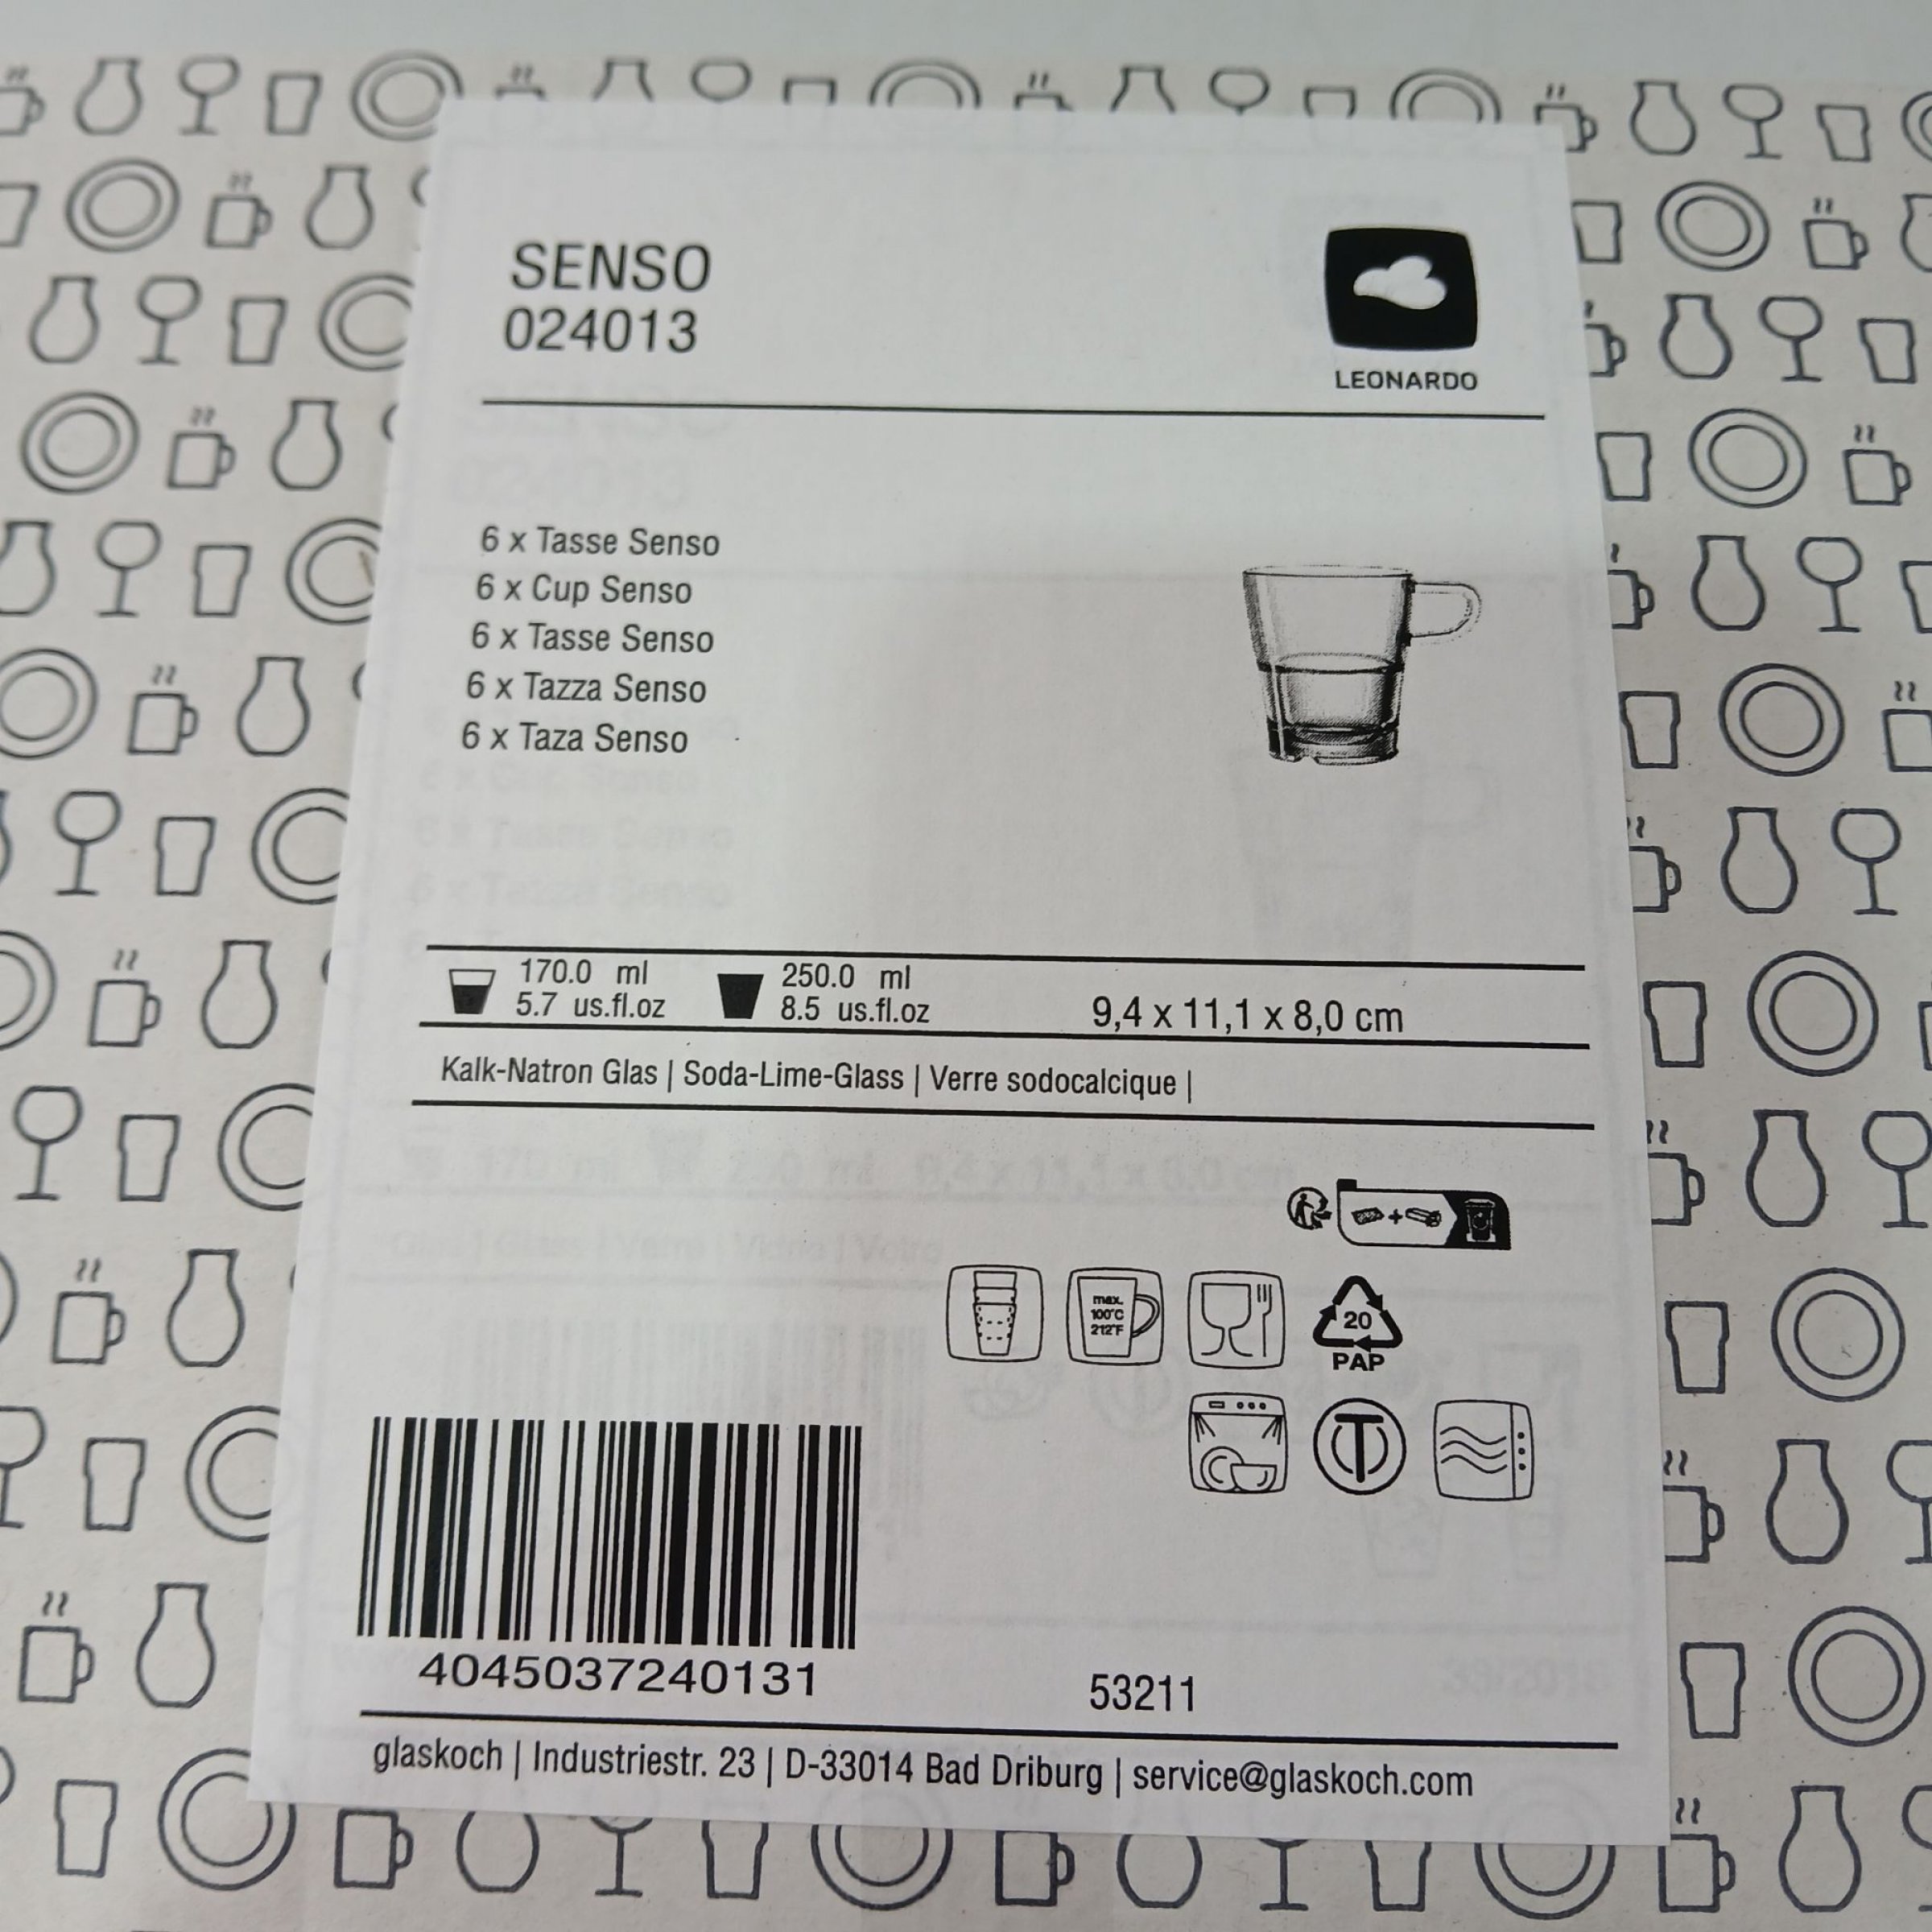 SENSO
024013
LEONARDO
6 x Tasse Senso
6 x Cup Senso
6 x Tasse Senso
6 x Tazza Senso
6 x Taza Senso
170.0 ml
5.7 us.fl.oz
250.0 ml
8.5 us.fl.oz
9,4 x 11,1 x 8,0 cm
Kalk-Natron Glas | Soda-Lime-Glass | Verre sodocalcique |
max.
100°C
212°F
20
PAP
4045037240131
53211
glaskoch | Industriestr. 23 | D-33014 Bad Driburg | service@glaskoch.com